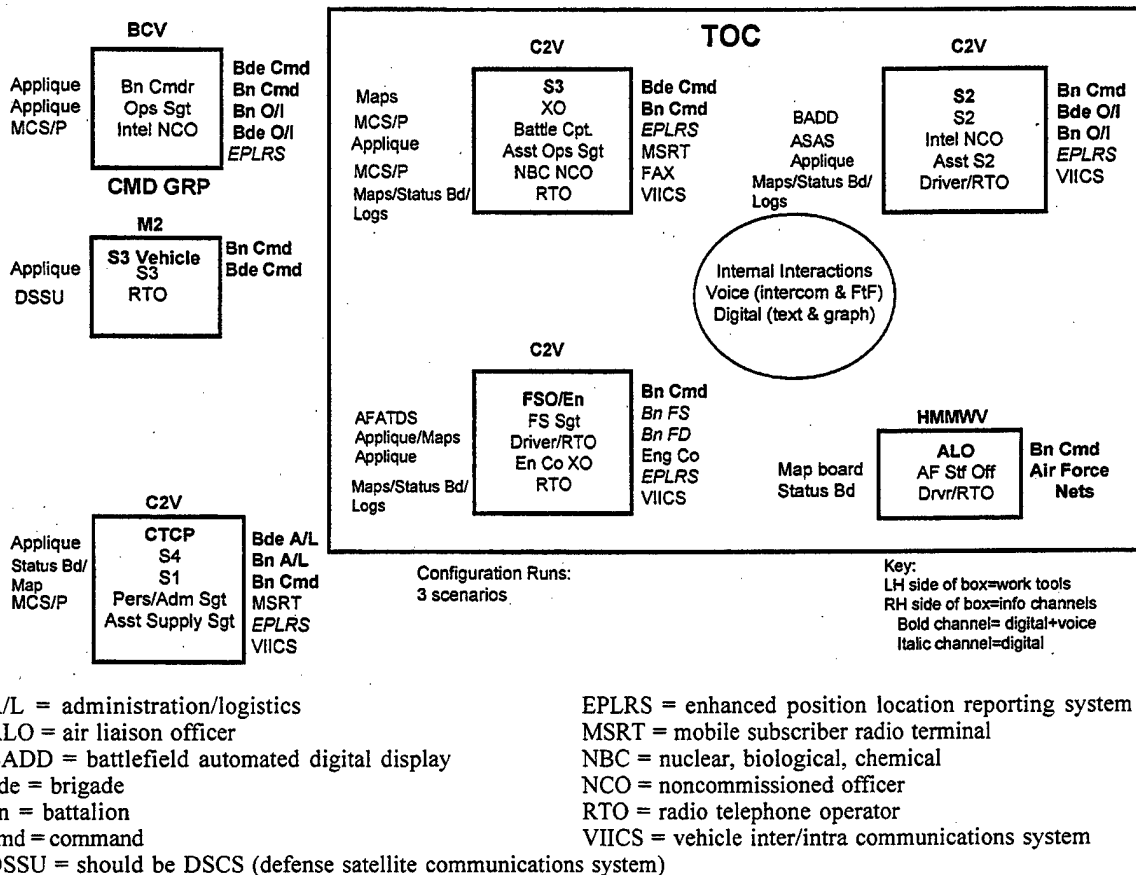 BCV
Applique
Applique
MCS/P
Bn Cmdr
Ops Sgt
Intel NCO
Bde Cmd
Bn Cmd
Bn O/I
Bde O/I
EPLRS
CMD GRP
M2
Applique
DSSU
S3 Vehicle
S3
RTO
Bn Cmd
Bde Cmd
C2V
Applique
Status Bd/
Map
MCS/P
CTCP
S4
S1
Pers/Adm Sgt
Asst Supply Sgt
Bde A/L
Bn A/L
Bn Cmd
MSRT
EPLRS
VIICS
TOC
C2V
Maps
MCS/P
Applique
MCS/P
Maps/Status Bd/
Logs
S3
XO
Battle Cpt.
Asst Ops Sgt
NBC NCO
RTO
Bde Cmd
Bn Cmd
EPLRS
MSRT
FAX
VIICS
C2V
BADD
ASAS
Applique
Maps/Status Bd/
Logs
S2
S2
Intel NCO
Asst S2
Driver/RTO
Bn Cmd
Bde O/I
Bn O/I
EPLRS
VIICS
Internal Interactions
Voice (intercom & FtF)
Digital (text & graph)
C2V
AFATDS
Applique/Maps
Applique
Maps/Status Bd/
Logs
FSO/En
FS Sgt
Driver/RTO
En Co XO
RTO
Bn Cmd
Bn FS
Bn FD
Eng Co
EPLRS
VIICS
HMMWV
Map board
Status Bd
ALO
AF Stf Off
Drvr/RTO
Bn Cmd
Air Force
Nets
Configuration Runs:
3 scenarios
Key:
LH side of box=work tools
RH side of box=info channels
Bold channel= digital+voice
Italic channel=digital
/L = administration/logistics
LO = air liaison officer
ADD = battlefield automated digital display
de = brigade
n = battalion
md = command
DSSU = should be DSCS (defense satellite communications system)
EPLRS = enhanced position location reporting system
MSRT = mobile subscriber radio terminal
NBC = nuclear, biological, chemical
NCO = noncommissioned officer
RTO = radio telephone operator
VIICS = vehicle inter/intra communications system